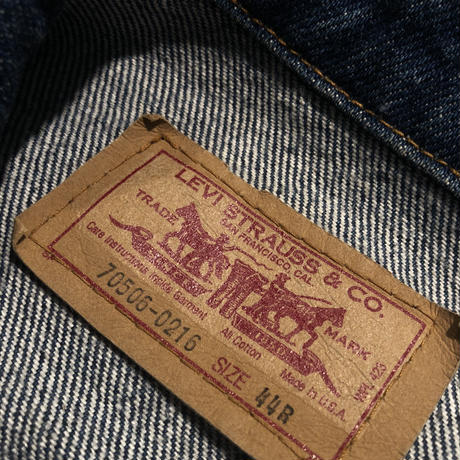 LEVI STRAUSS & CO.
SAN FRANCISCO, CAL.
TRADE MARK
Care Instructions Inside Garment All Cotton Made in U.S.A.
70506-0216 SIZE 44R